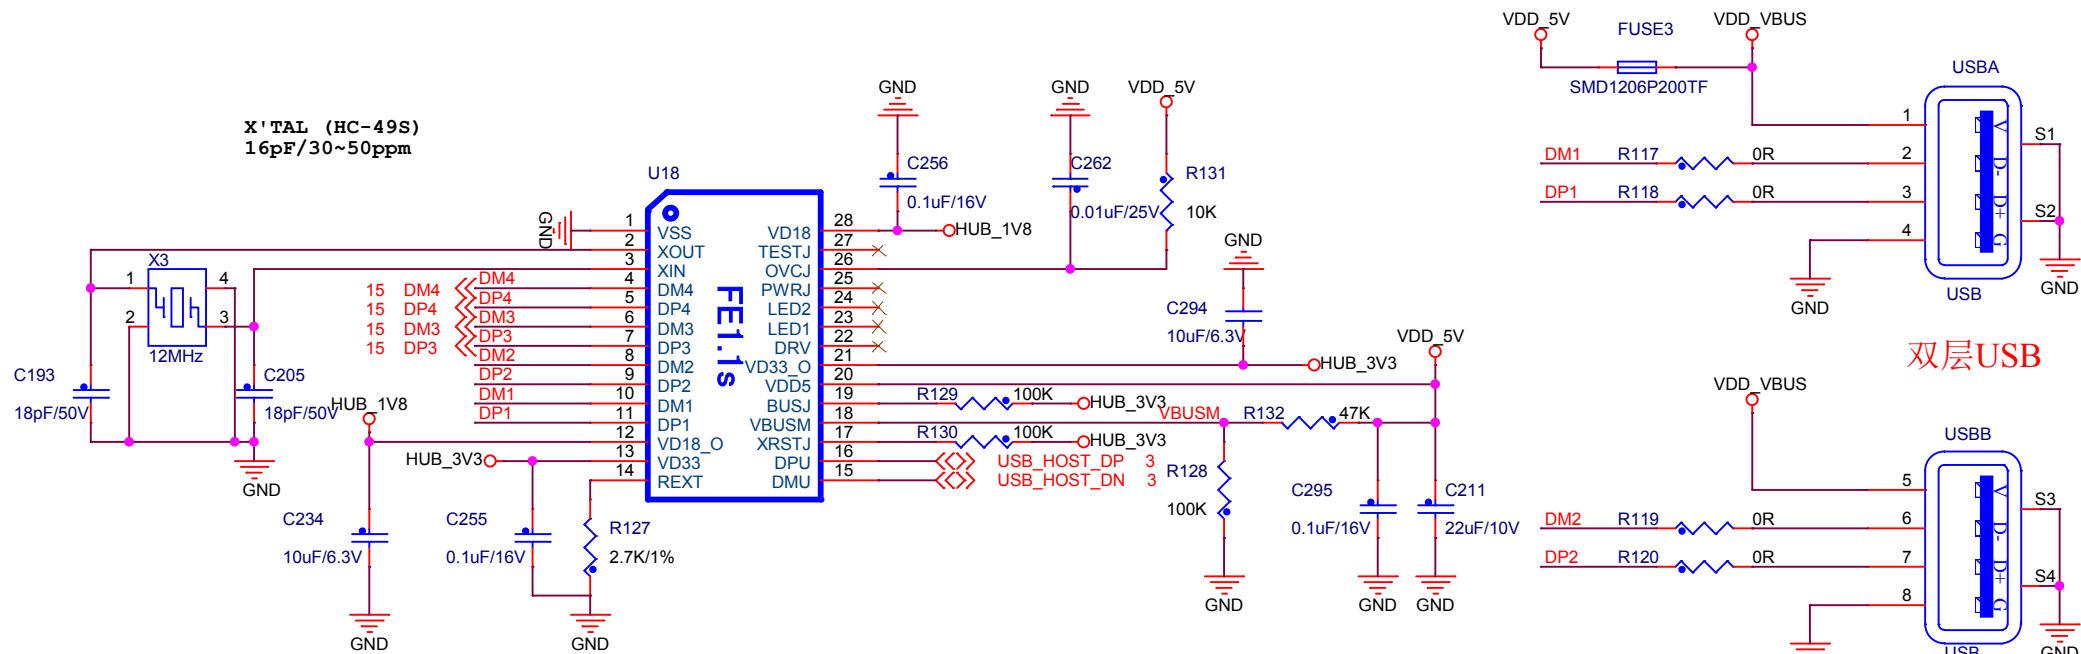 X'TAL (HC-49S)
16pF/30~50ppm
U18
FE1.1s
GND
1 VSS
2 XOUT
3 XIN
4 DM4
5 DP4
6 DM3
7 DP3
8 DM2
9 DP2
10 DM1
11 DP1
12 VD18_O
13 VD33
14 REXT
28 VD18
27 TESTJ
26 OVCJ
25 PWRJ
24 LED2
23 LED1
22 DRV
21 VD33_O
20 VDD5
19 BUSJ
18 VBUSM
17 XRSTJ
16 DPU
15 DMU
X3
1
2
4
3
12MHz
C193
18pF/50V
C205
18pF/50V
GND
15 DM4
15 DP4
15 DM3
15 DP3
DM4
DP4
DM3
DP3
DM2
DP2
DM1
DP1
HUB_1V8
HUB_3V3
C234
10uF/6.3V
GND
C255
0.1uF/16V
R127
2.7K/1%
GND
GND
C256
0.1uF/16V
HUB_1V8
GND
C262
0.01uF/25V
VDD_5V
R131
10K
GND
C294
10uF/6.3V
HUB_3V3
VDD_5V
R129 100K HUB_3V3
VBUSM R132 47K
R130 100K HUB_3V3
USB_HOST_DP 3
USB_HOST_DN 3
R128
100K
GND
C295
0.1uF/16V
GND
C211
22uF/10V
GND
VDD_5V
FUSE3
SMD1206P200TF
VDD_VBUS
USBA
1
DM1 R117 0R 2
DP1 R118 0R 3
4
V
D-
D+
G
S1
S2
USB
GND
GND
双层USB
VDD_VBUS
USBB
5
DM2 R119 0R 6
DP2 R120 0R 7
8
V
D-
D+
G
S3
S4
USB
GND